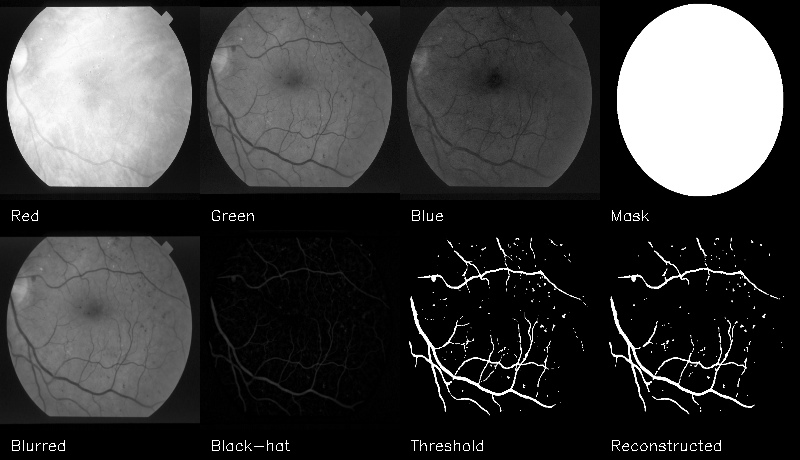 Red
Green
Blue
Mask
Blurred
Black-hat
Threshold
Reconstructed